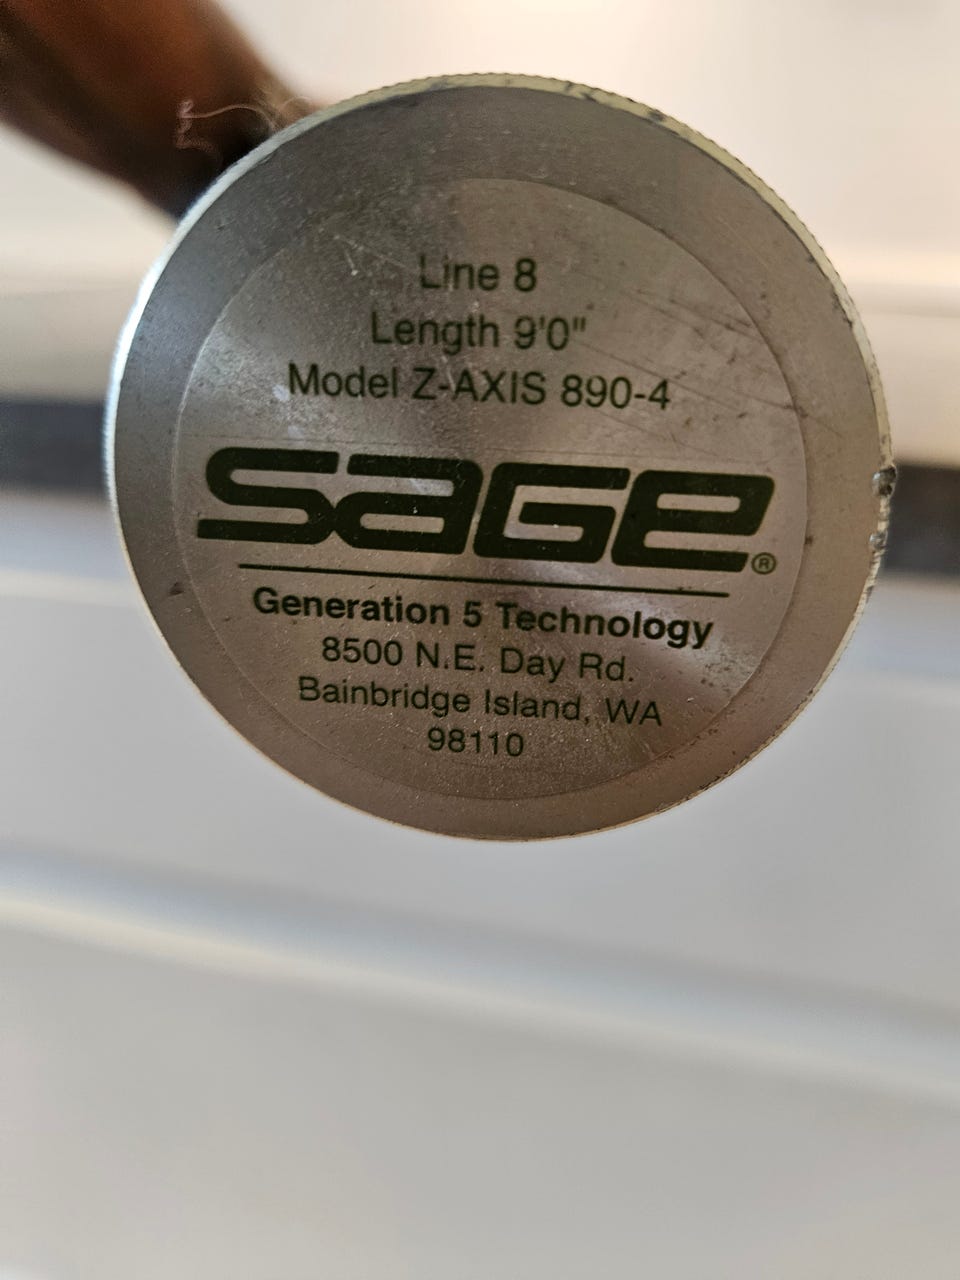 Line 8
Length 9'0"
Model Z-AXIS 890-4
SAGE®
Generation 5 Technology
8500 N.E. Day Rd.
Bainbridge Island, WA
98110